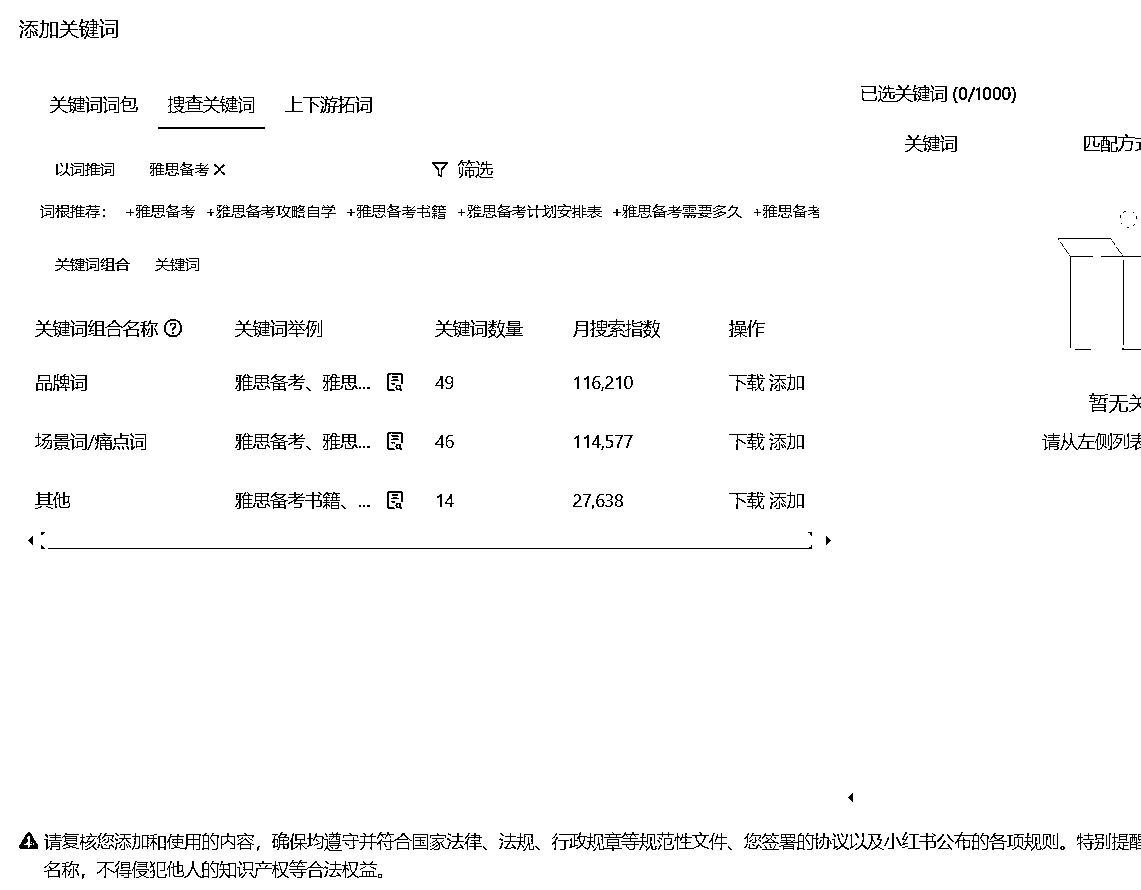 添加关键词
关键词词包 搜查关键词 上下游拓词
已选关键词 (0/1000)
关键词 匹配方式
以词推词 雅思备考 × 筛选
词根推荐： +雅思备考 +雅思备考攻略自学 +雅思备考书籍 +雅思备考计划安排表 +雅思备考需要多久 +雅思备考
关键词组合 关键词
关键词组合名称 关键词举例 关键词数量 月搜索指数 操作
品牌词 雅思备考、雅思... 49 116,210 下载 添加
场景词/痛点词 雅思备考、雅思... 46 114,577 下载 添加
其他 雅思备考书籍、... 14 27,638 下载 添加
暂无关
请从左侧列表
请复核您添加和使用的内容，确保均遵守并符合国家法律、法规、行政规章等规范性文件、您签署的协议以及小红书公布的各项规则。特别提醒
名称，不得侵犯他人的知识产权等合法权益。